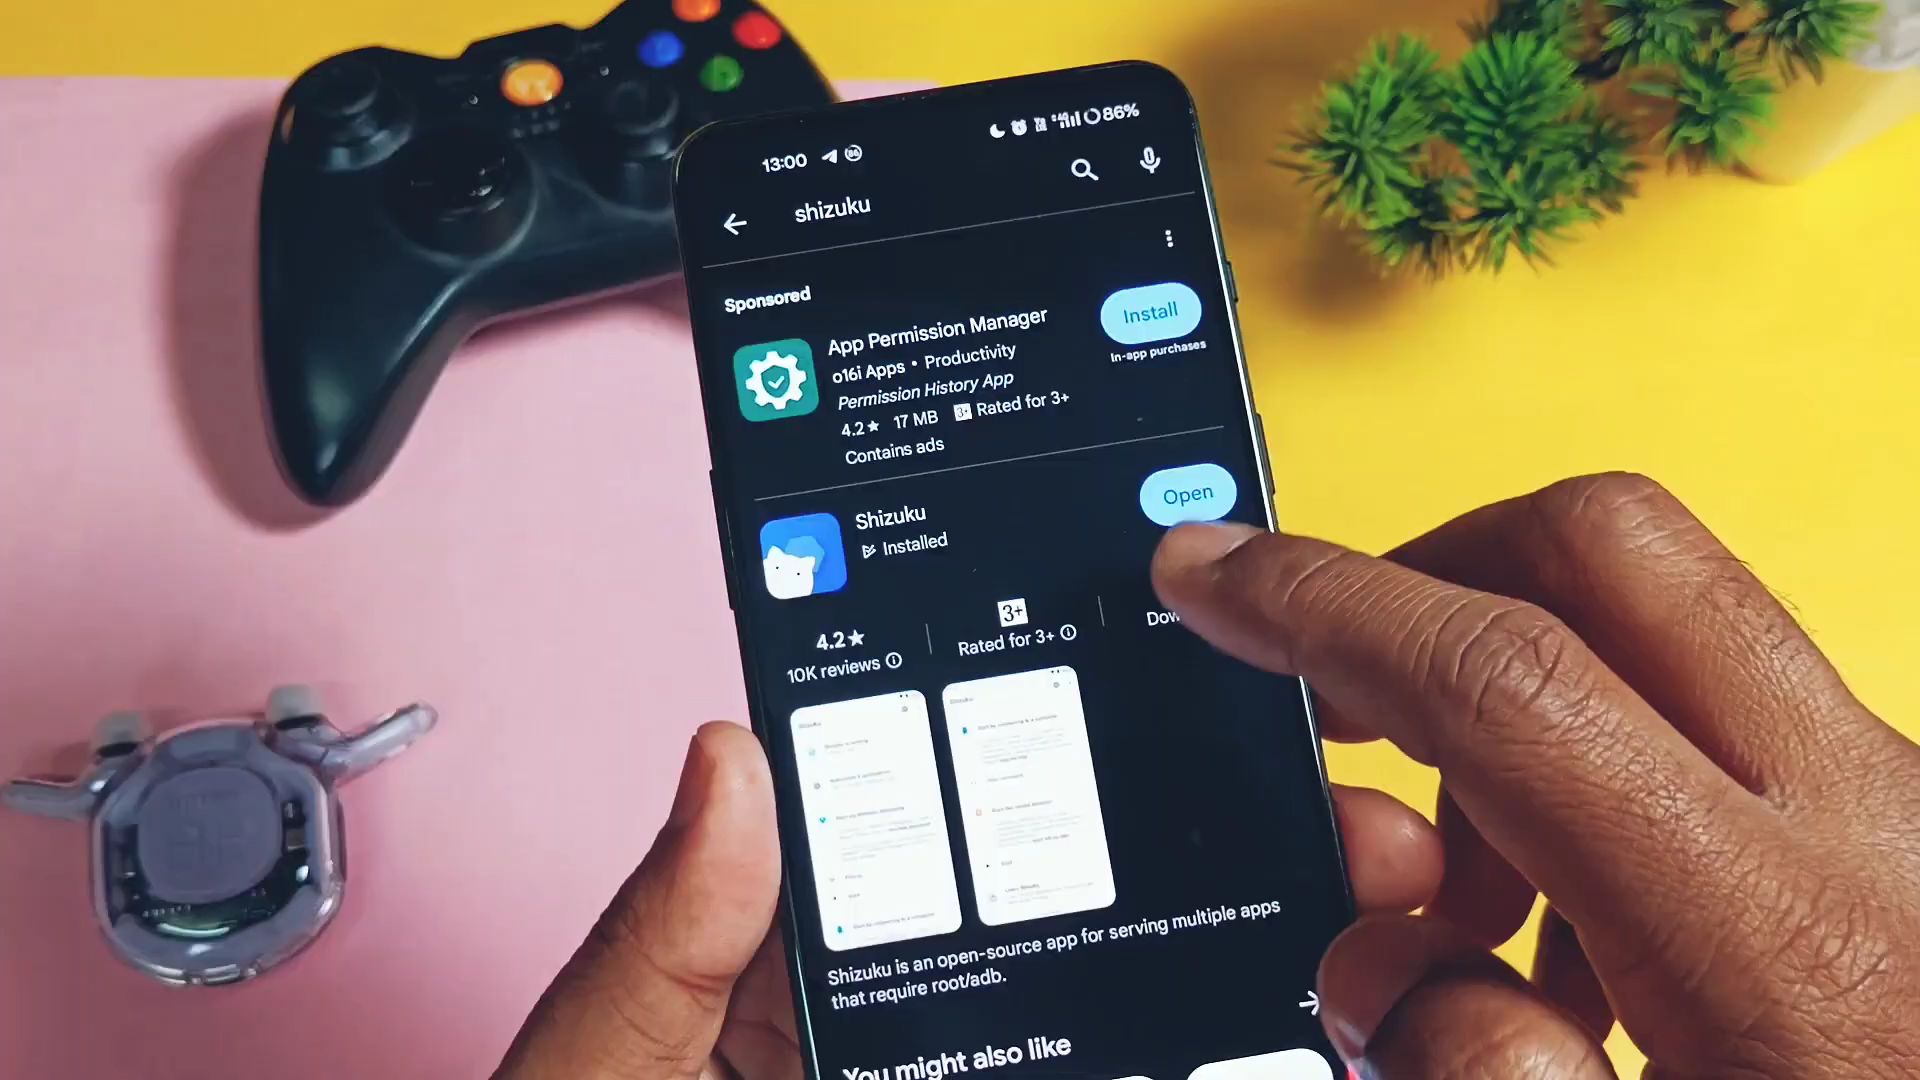 13:00
86%
shizuku
Sponsored
App Permission Manager
o16i Apps • Productivity
Permission History App
4.2★ 17 MB 3+ Rated for 3+
Contains ads
Install
In-app purchases
Shizuku
Installed
Open
4.2★
10K reviews
3+
Rated for 3+
Dow
Shizuku is an open-source app for serving multiple apps
that require root/adb.
You might also like